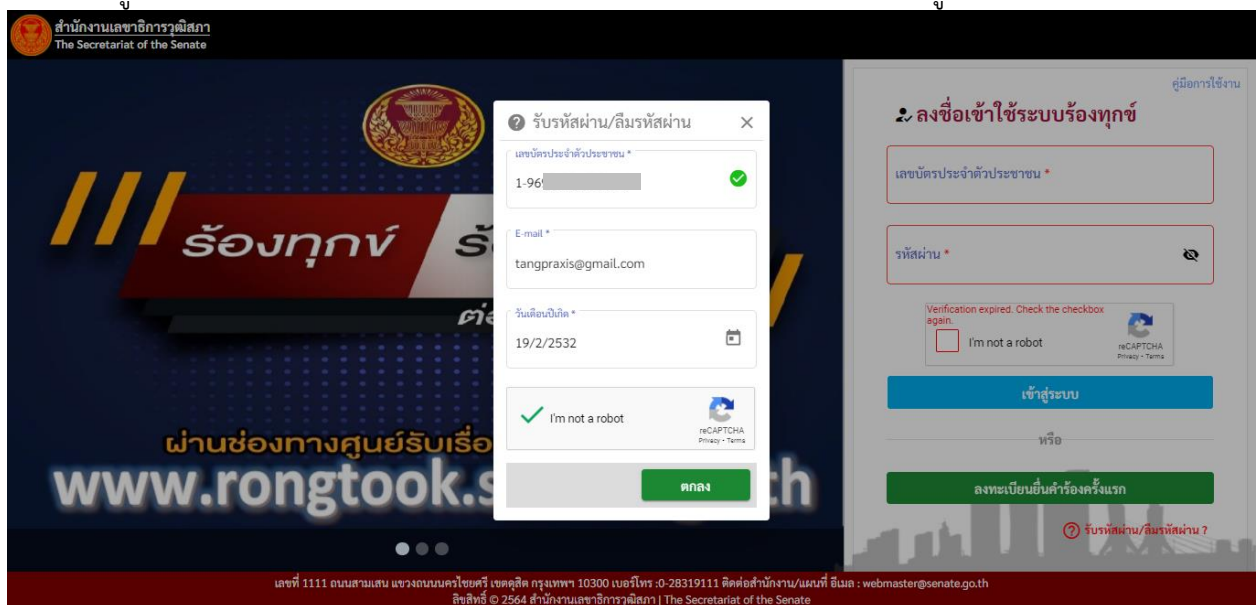 สำนักงานเลขาธิการวุฒิสภา
The Secretariat of the Senate
คู่มือการใช้งาน
ร้องทุกข์
ต่อ
ผ่านช่องทางศูนย์รับเรื่อ
www.rongtook.s
th
รับรหัสผ่าน/ลืมรหัสผ่าน
เลขบัตรประจำตัวประชาชน *
1-969
E-mail *
tangpraxis@gmail.com
วันเดือนปีเกิด *
19/2/2532
I'm not a robot
reCAPTCHA
Privacy - Terms
ตกลง
ลงชื่อเข้าใช้ระบบร้องทุกข์
เลขบัตรประจำตัวประชาชน *
รหัสผ่าน *
Verification expired. Check the checkbox
again.
I'm not a robot
reCAPTCHA
Privacy - Terms
เข้าสู่ระบบ
หรือ
ลงทะเบียนยื่นคำร้องครั้งแรก
รับรหัสผ่าน/ลืมรหัสผ่าน ?
เลขที่ 1111 ถนนสามเสน แขวงถนนนครไชยศรี เขตดุสิต กรุงเทพฯ 10300 เบอร์โทร :0-28319111 ติดต่อสำนักงาน/แผนที่ อีเมล : webmaster@senate.go.th
ลิขสิทธิ์ © 2564 สำนักงานเลขาธิการวุฒิสภา | The Secretariat of the Senate